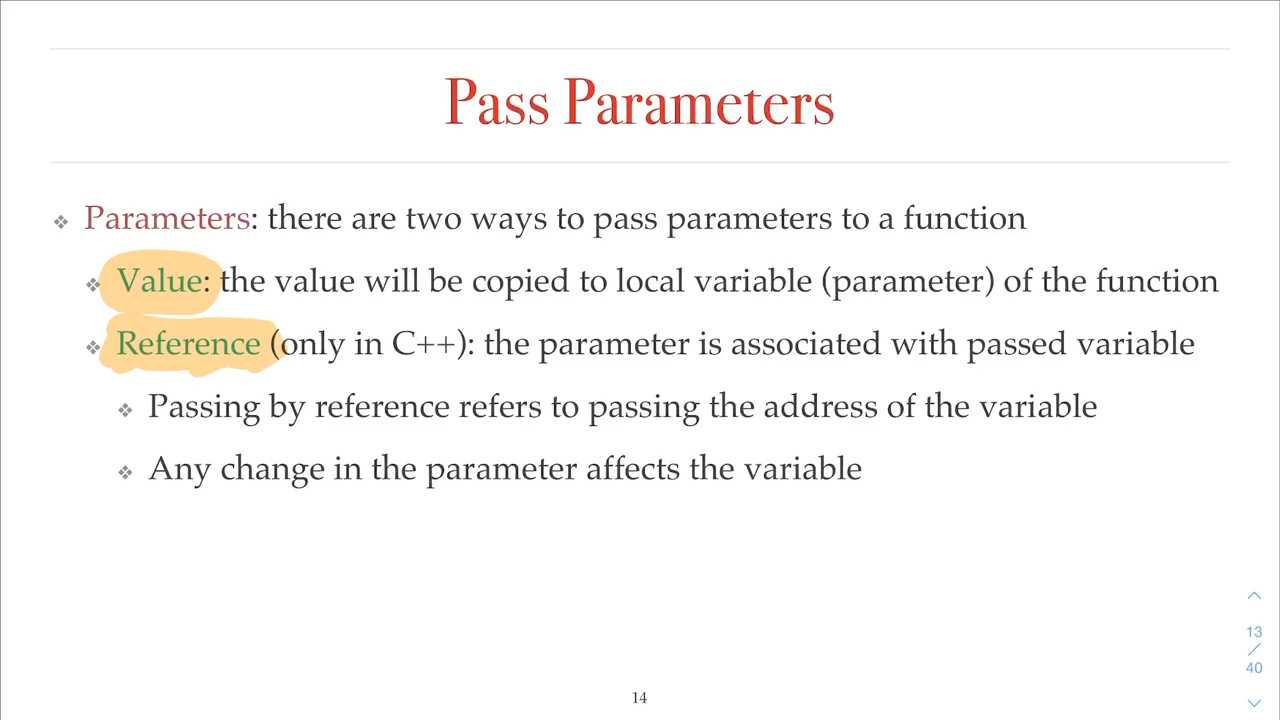 Pass Parameters
Parameters: there are two ways to pass parameters to a function
Value: the value will be copied to local variable (parameter) of the function
Reference (only in C++): the parameter is associated with passed variable
Passing by reference refers to passing the address of the variable
Any change in the parameter affects the variable
13
/
40
14